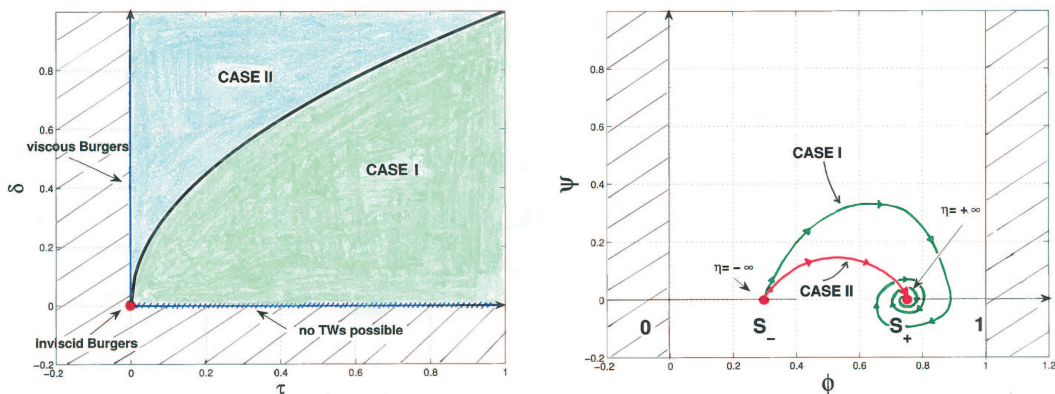 0.8
0.6
0.4
0.2
0
−0.2
δ
CASE II
CASE I
viscous Burgers
no TWs possible
inviscid Burgers
−0.2 0 0.2 0.4 0.6 0.8 1
τ
0.8
0.6
0.4
0.2
0
−0.2
Ψ
CASE I
η= +∞
η= − ∞
CASE II
0 S− S+ 1
−0.2 0 0.2 0.4 0.6 0.8 1 1.2
ϕ